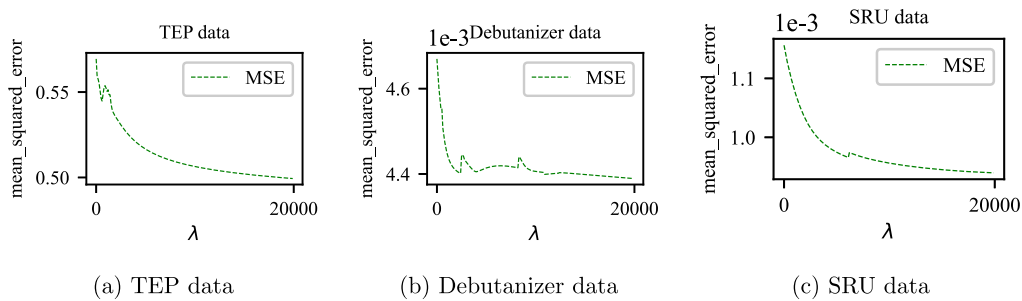 TEP data
mean_squared_error
0.55
0.50
MSE
0
20000
λ
(a) TEP data
1e-3
Debutanizer data
mean_squared_error
4.6
4.4
MSE
0
20000
λ
(b) Debutanizer data
1e-3
SRU data
mean_squared_error
1.1
1.0
MSE
0
20000
λ
(c) SRU data